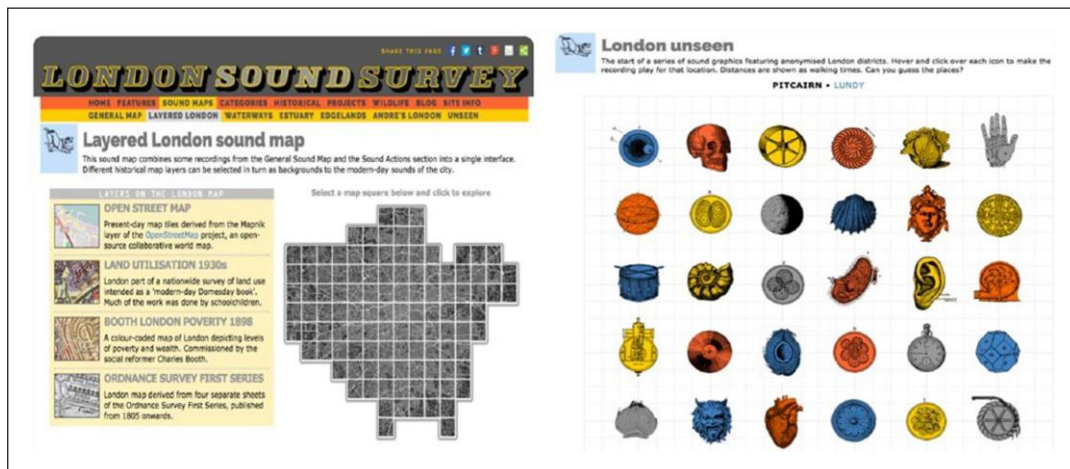 SHARE THIS PAGE
LONDON SOUND SURVEY
HOME FEATURES SOUND MAPS CATEGORIES HISTORICAL PROJECTS WILDLIFE BLOG SITE INFO
GENERAL MAP LAYERED LONDON WATERWAYS ESTUARY EDGELANDS ANDRE'S LONDON UNSEEN
Layered London sound map
This sound map combines some recordings from the General Sound Map and the Sound Actions section into a single interface.
Different historical map layers can be selected in turn as backgrounds to the modern-day sounds of the city.
LAYERS ON THE LONDON MAP
OPEN STREET MAP
Present-day map tiles derived from the Mapnik
layer of the OpenStreetMap project, an open-
source collaborative world map.
LAND UTILISATION 1930s
London part of a nationwide survey of land use
intended as a 'modern-day Domesday book'.
Much of the work was done by schoolchildren.
BOOTH LONDON POVERTY 1898
A colour-coded map of London depicting levels
of poverty and wealth. Commissioned by the
social reformer Charles Booth.
ORDNANCE SURVEY FIRST SERIES
London map derived from four separate sheets
of the Ordnance Survey First Series, published
from 1805 onwards.
Select a map square below and click to explore
London unseen
The start of a series of sound graphics featuring anonymised London districts. Hover and click over each icon to make the
recording play for that location. Distances are shown as walking times. Can you guess the places?
PITCAIRN • LUNDY